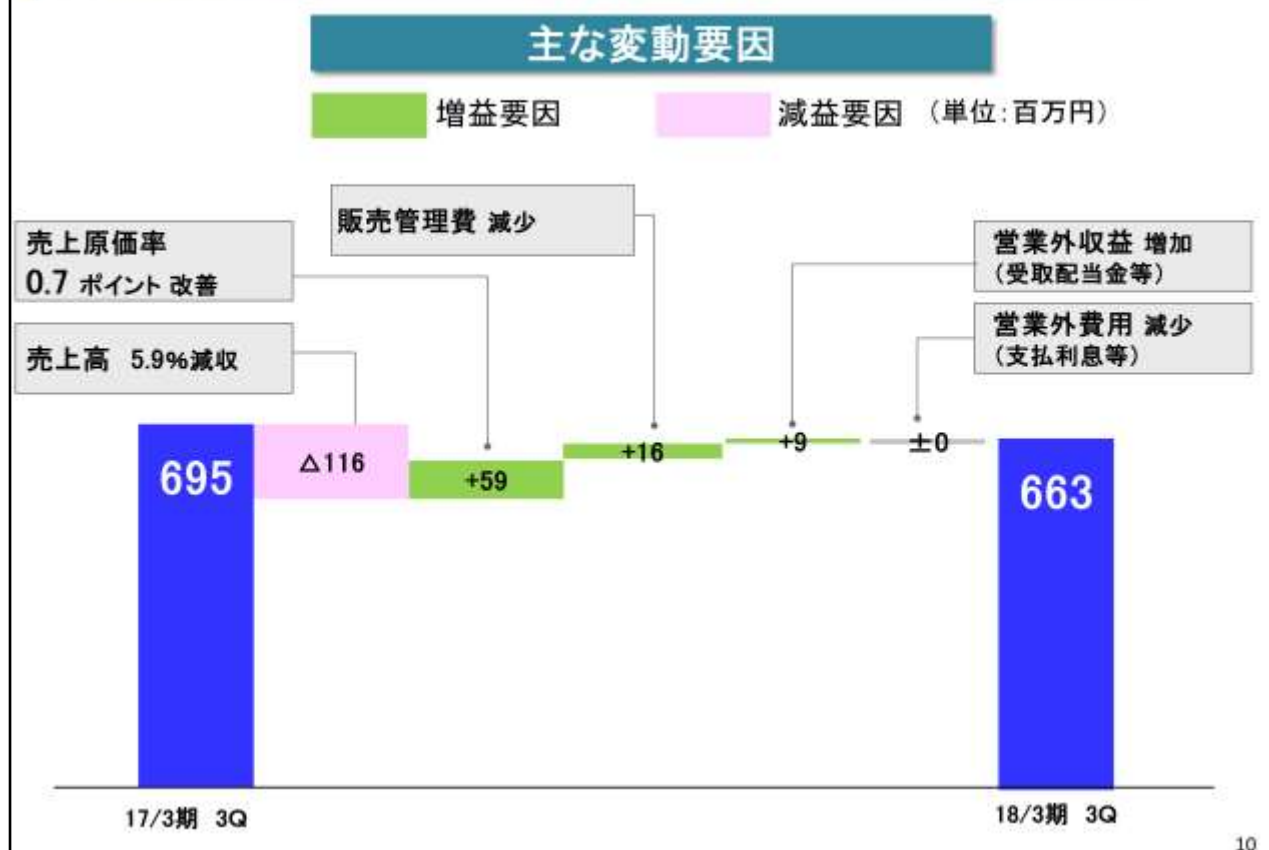 主な変動要因
増益要因
減益要因 (単位:百万円)
販売管理費 減少
売上原価率
0.7 ポイント 改善
売上高 5.9%減収
営業外収益 増加
(受取配当金等)
営業外費用 減少
(支払利息等)
695
△116
+59
+16
+9
±0
663
17/3期 3Q
18/3期 3Q
10